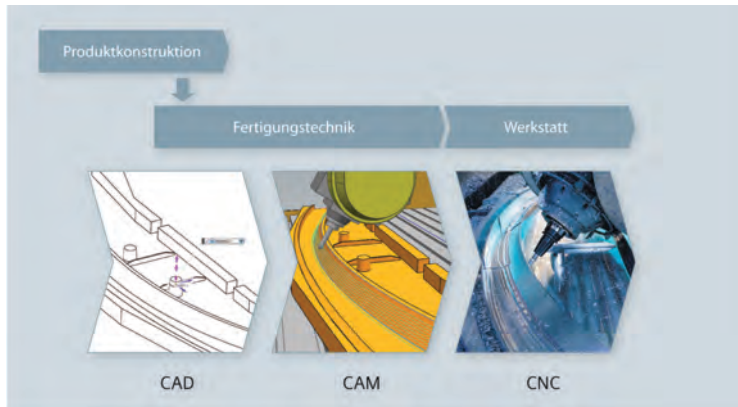 Produktkonstruktion
Fertigungstechnik
Werkstatt
CAD
CAM
CNC